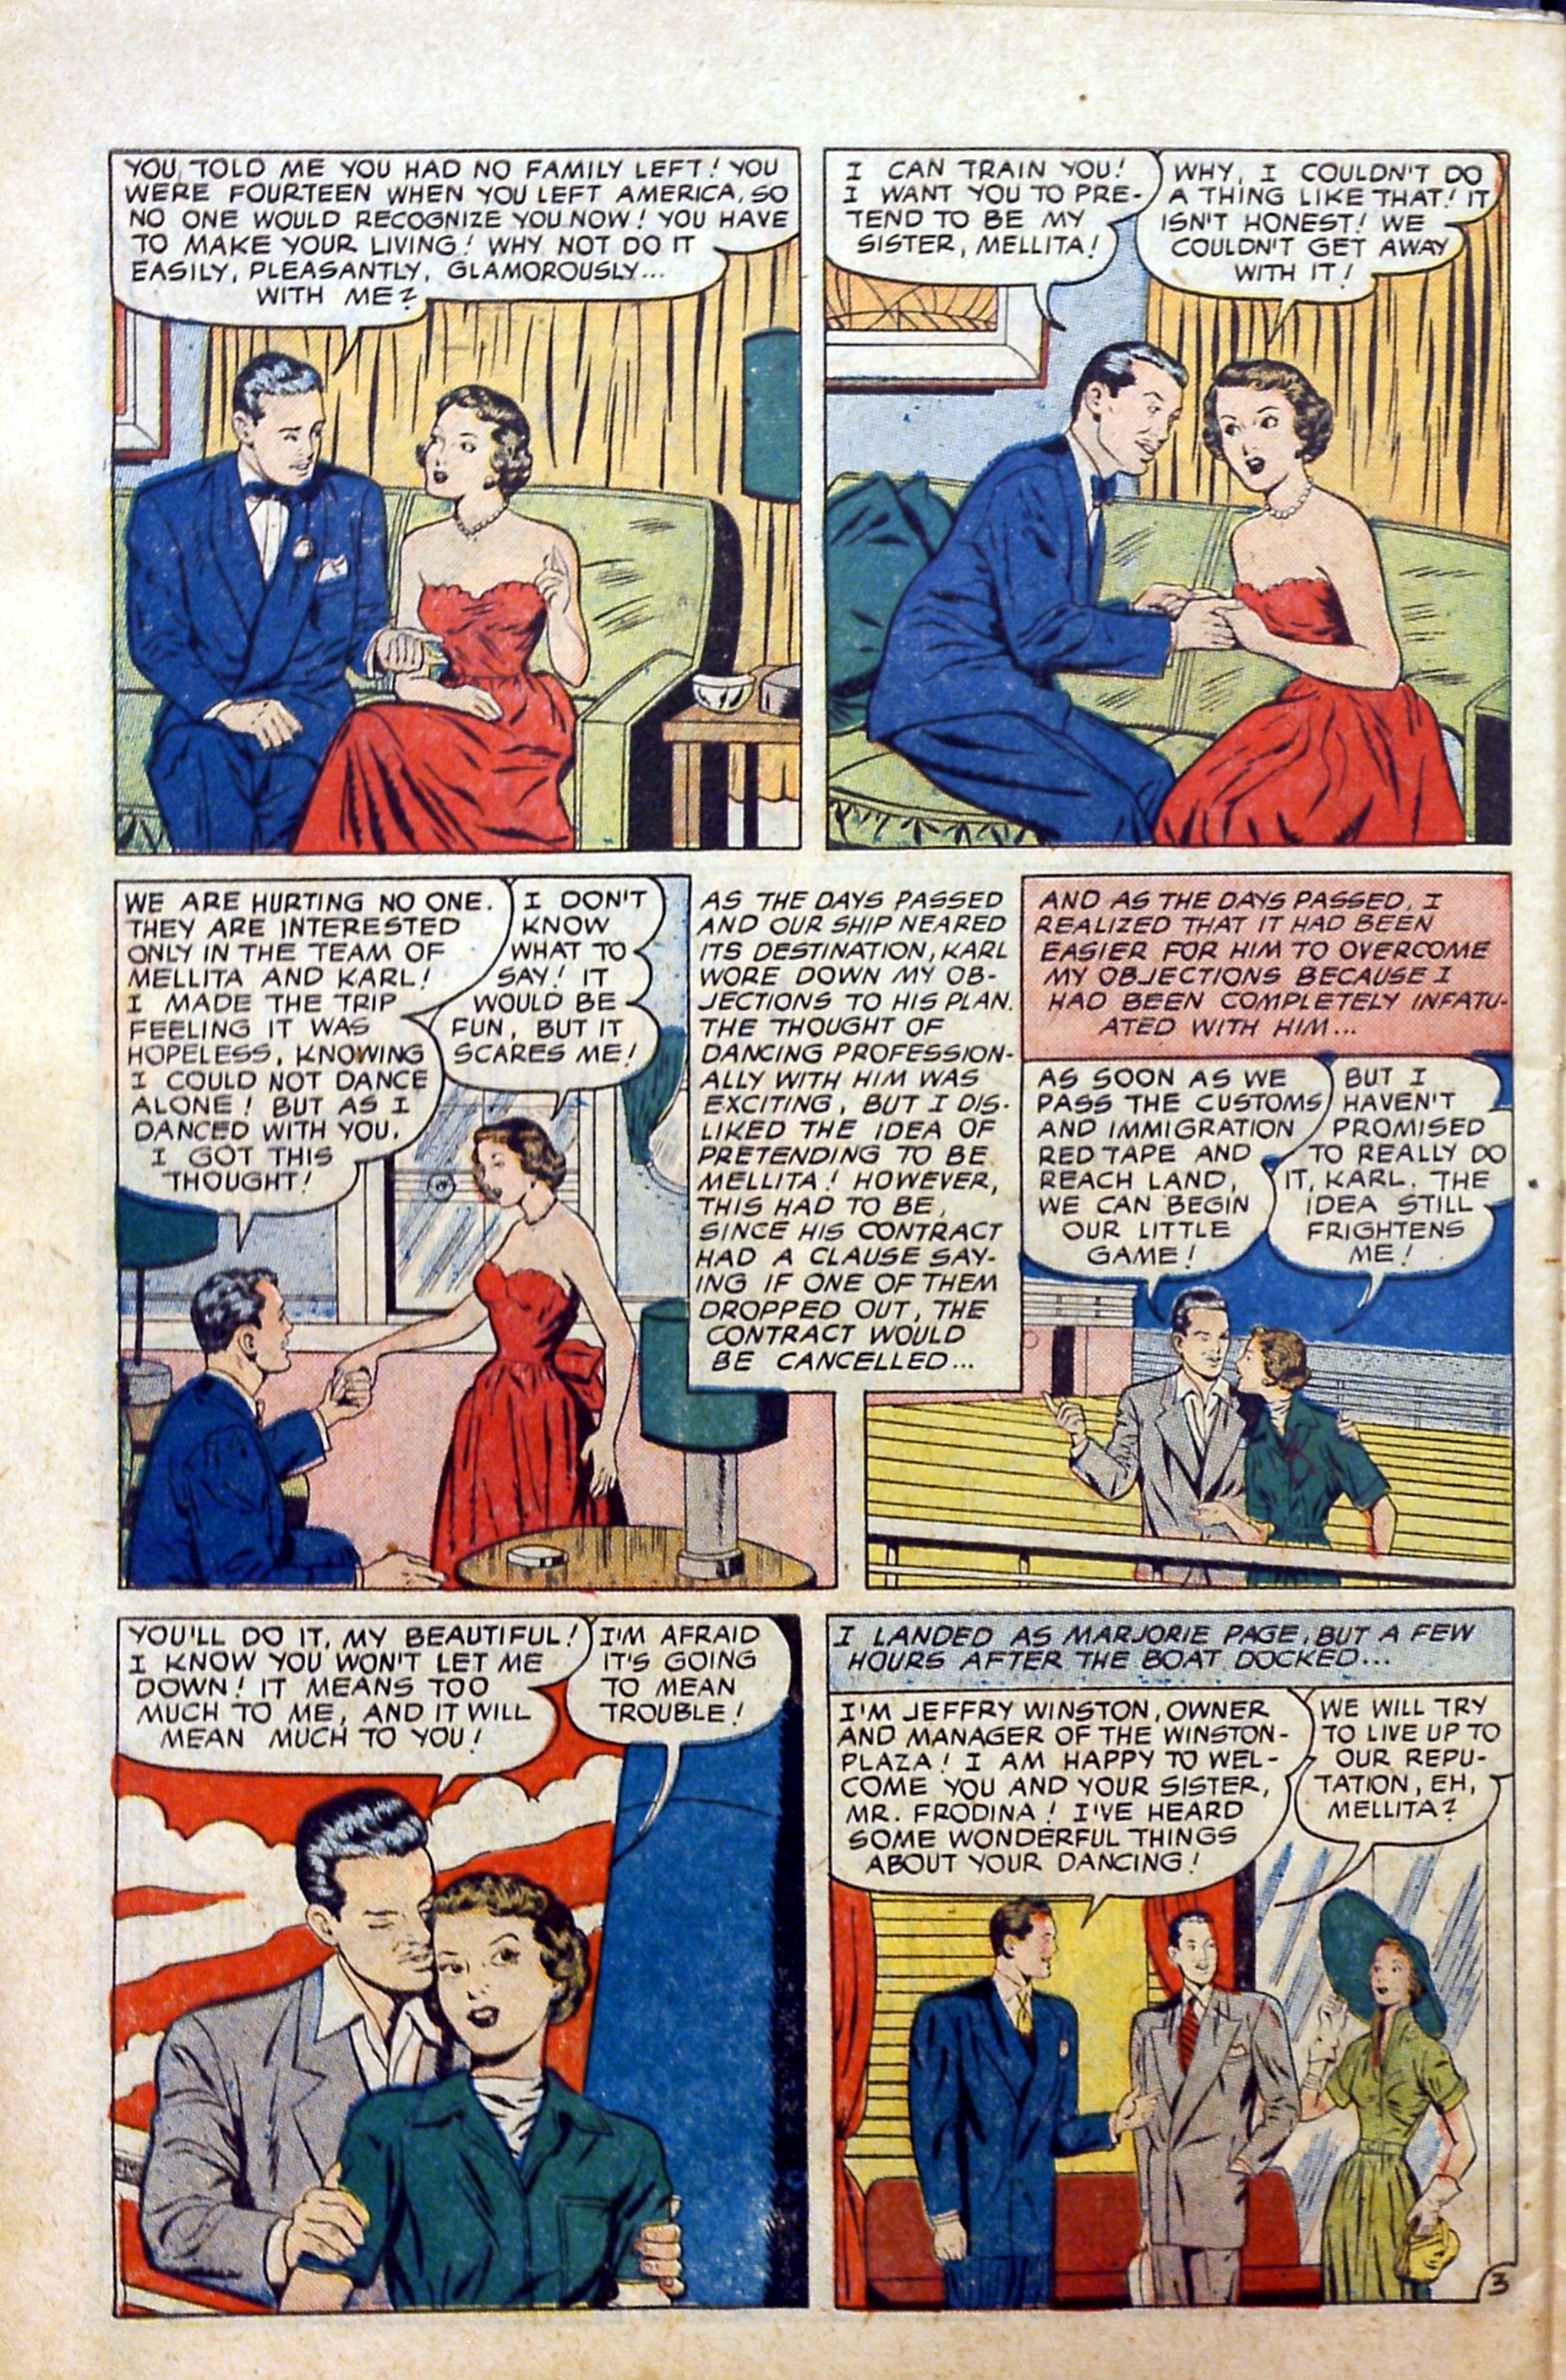 YOU TOLD ME YOU HAD NO FAMILY LEFT! YOU
WERE FOURTEEN WHEN YOU LEFT AMERICA, SO
NO ONE WOULD RECOGNIZE YOU NOW! YOU HAVE
TO MAKE YOUR LIVING! WHY NOT DO IT
EASILY, PLEASANTLY, GLAMOROUSLY...
WITH ME?
I CAN TRAIN YOU!
I WANT YOU TO PRE-
TEND TO BE MY
SISTER, MELLITA!
WHY, I COULDN'T DO
A THING LIKE THAT! IT
ISN'T HONEST! WE
COULDN'T GET AWAY
WITH IT!
WE ARE HURTING NO ONE.
THEY ARE INTERESTED
ONLY IN THE TEAM OF
MELLITA AND KARL!
I MADE THE TRIP
FEELING IT WAS
HOPELESS, KNOWING
I COULD NOT DANCE
ALONE! BUT AS I
DANCED WITH YOU,
I GOT THIS
THOUGHT!
I DON'T
KNOW
WHAT TO
SAY! IT
WOULD BE
FUN, BUT IT
SCARES ME!
AS THE DAYS PASSED
AND OUR SHIP NEARED
ITS DESTINATION, KARL
WORE DOWN MY OB-
JECTIONS TO HIS PLAN.
THE THOUGHT OF
DANCING PROFESSION-
ALLY WITH HIM WAS
EXCITING, BUT I DIS-
LIKED THE IDEA OF
PRETENDING TO BE
MELLITA! HOWEVER,
THIS HAD TO BE,
SINCE HIS CONTRACT
HAD A CLAUSE SAY-
ING IF ONE OF THEM
DROPPED OUT, THE
CONTRACT WOULD
BE CANCELLED...
AND AS THE DAYS PASSED, I
REALIZED THAT IT HAD BEEN
EASIER FOR HIM TO OVERCOME
MY OBJECTIONS BECAUSE I
HAD BEEN COMPLETELY INFATU-
ATED WITH HIM...
AS SOON AS WE
PASS THE CUSTOMS
AND IMMIGRATION
RED TAPE AND
REACH LAND,
WE CAN BEGIN
OUR LITTLE
GAME!
BUT I
HAVEN'T
PROMISED
TO REALLY DO
IT, KARL. THE
IDEA STILL
FRIGHTENS
ME!
YOU'LL DO IT, MY BEAUTIFUL!
I KNOW YOU WON'T LET ME
DOWN! IT MEANS TOO
MUCH TO ME, AND IT WILL
MEAN MUCH TO YOU!
I'M AFRAID
IT'S GOING
TO MEAN
TROUBLE!
I LANDED AS MARJORIE PAGE, BUT A FEW
HOURS AFTER THE BOAT DOCKED...
I'M JEFFRY WINSTON, OWNER
AND MANAGER OF THE WINSTON-
PLAZA! I AM HAPPY TO WEL-
COME YOU AND YOUR SISTER,
MR. FRODINA! I'VE HEARD
SOME WONDERFUL THINGS
ABOUT YOUR DANCING!
WE WILL TRY
TO LIVE UP TO
OUR REPU-
TATION, EH,
MELLITA?
3